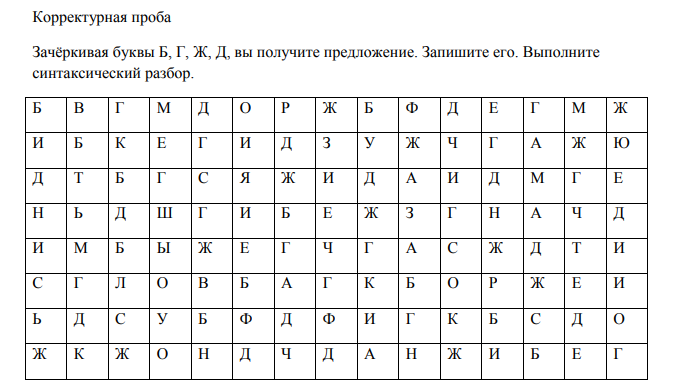 Корректурная проба
Зачёркивая буквы Б, Г, Ж, Д, вы получите предложение. Запишите его. Выполните
синтаксический разбор.
Б В Г М Д О Р Ж Б Ф Д Е Г М Ж
И Б К Е Г И Д З У Ж Ч Г А Ж Ю
Д Т Б Г С Я Ж И Д А И Д М Г Е
Н Ь Д Ш Г И Б Е Ж З Г Н А Ч Д
И М Б Ы Ж Е Г Ч Г А С Ж Д Т И
С Г Л О В Б А Г К Б О Р Ж Е И
Ь Д С У Б Ф Д Ф И Г К Б С Д О
Ж К Ж О Н Д Ч Д А Н Ж И Б Е Г